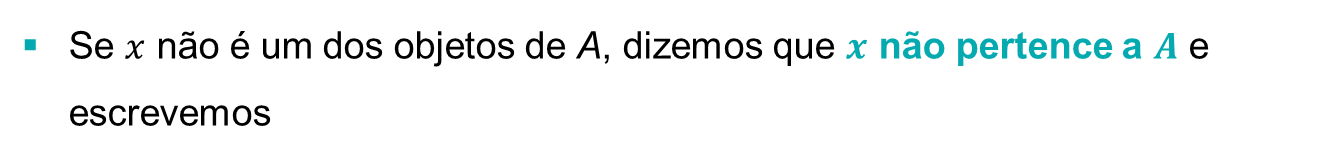 ▪ Se 𝑥 não é um dos objetos de A, dizemos que 𝒙 não pertence a 𝑨 e
escrevemos